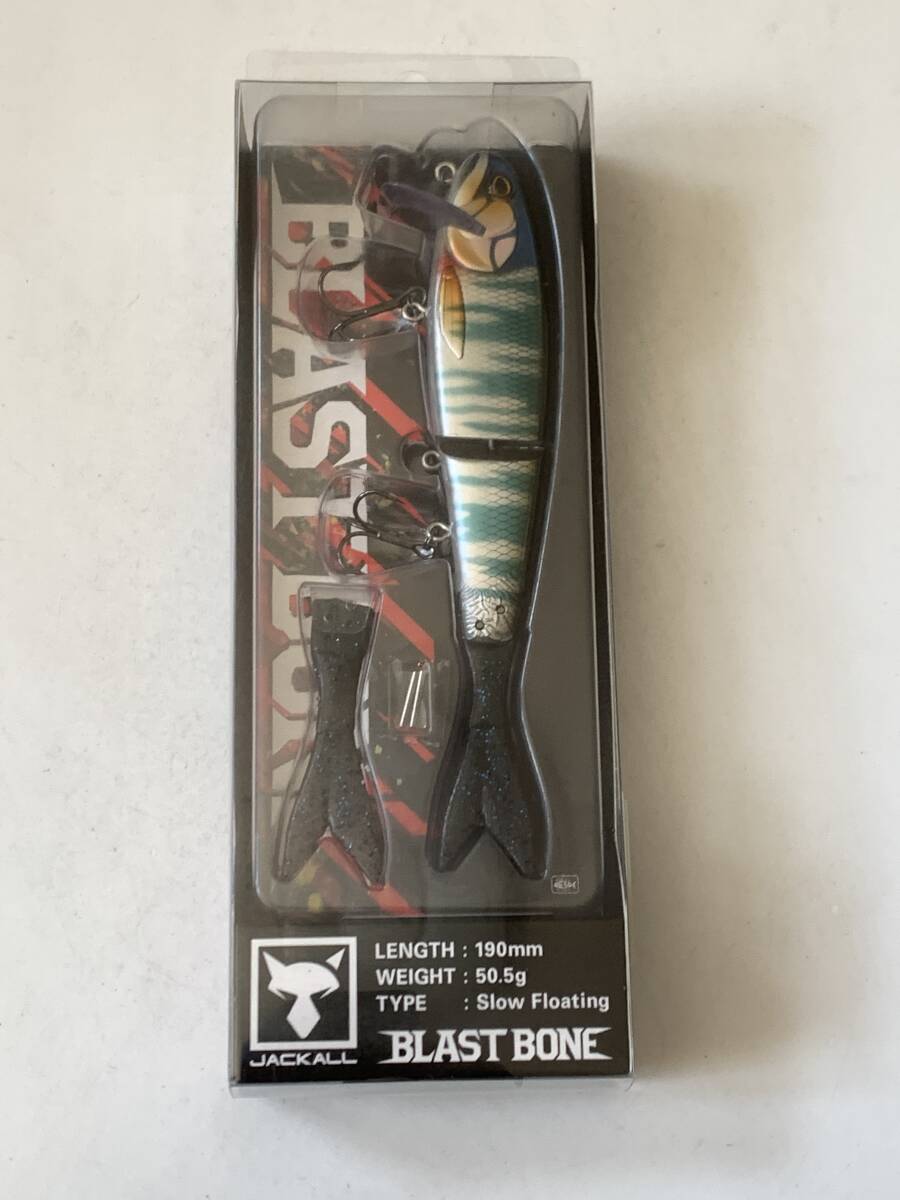 BLAST BONE
LENGTH : 190mm
WEIGHT : 50.5g
TYPE : Slow Floating
JACKALL
BLAST BONE